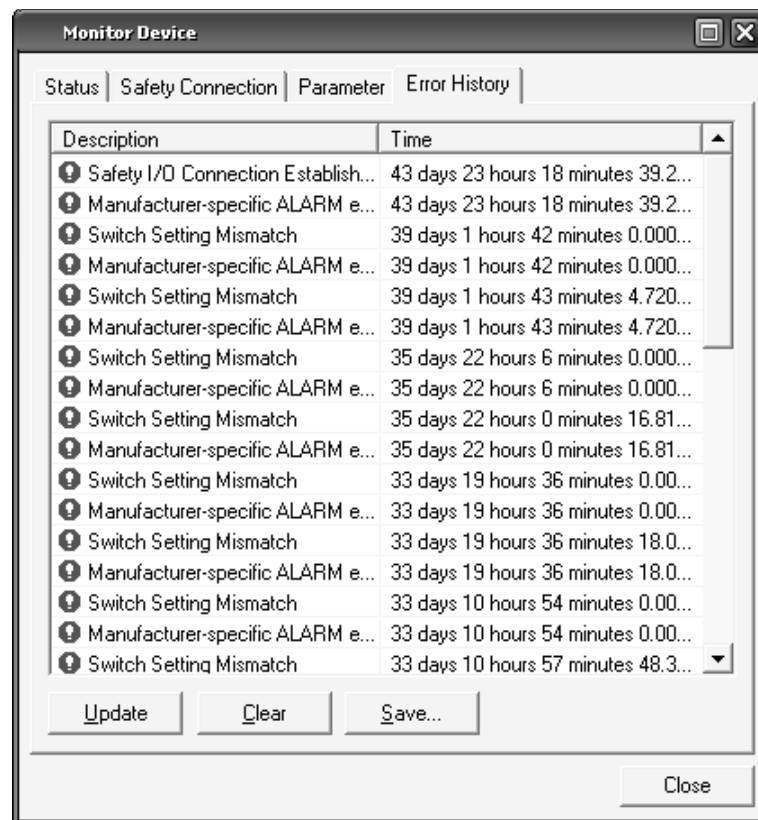 Monitor Device
Status Safety Connection Parameter Error History
Description Time
Safety I/O Connection Establish... 43 days 23 hours 18 minutes 39.2...
Manufacturer-specific ALARM e... 43 days 23 hours 18 minutes 39.2...
Switch Setting Mismatch 39 days 1 hours 42 minutes 0.000...
Manufacturer-specific ALARM e... 39 days 1 hours 42 minutes 0.000...
Switch Setting Mismatch 39 days 1 hours 43 minutes 4.720...
Manufacturer-specific ALARM e... 39 days 1 hours 43 minutes 4.720...
Switch Setting Mismatch 35 days 22 hours 6 minutes 0.000...
Manufacturer-specific ALARM e... 35 days 22 hours 6 minutes 0.000...
Switch Setting Mismatch 35 days 22 hours 0 minutes 16.81...
Manufacturer-specific ALARM e... 35 days 22 hours 0 minutes 16.81...
Switch Setting Mismatch 33 days 19 hours 36 minutes 0.00...
Manufacturer-specific ALARM e... 33 days 19 hours 36 minutes 0.00...
Switch Setting Mismatch 33 days 19 hours 36 minutes 18.0...
Manufacturer-specific ALARM e... 33 days 19 hours 36 minutes 18.0...
Switch Setting Mismatch 33 days 10 hours 54 minutes 0.00...
Manufacturer-specific ALARM e... 33 days 10 hours 54 minutes 0.00...
Switch Setting Mismatch 33 days 10 hours 57 minutes 48.3...
Update Clear Save...
Close